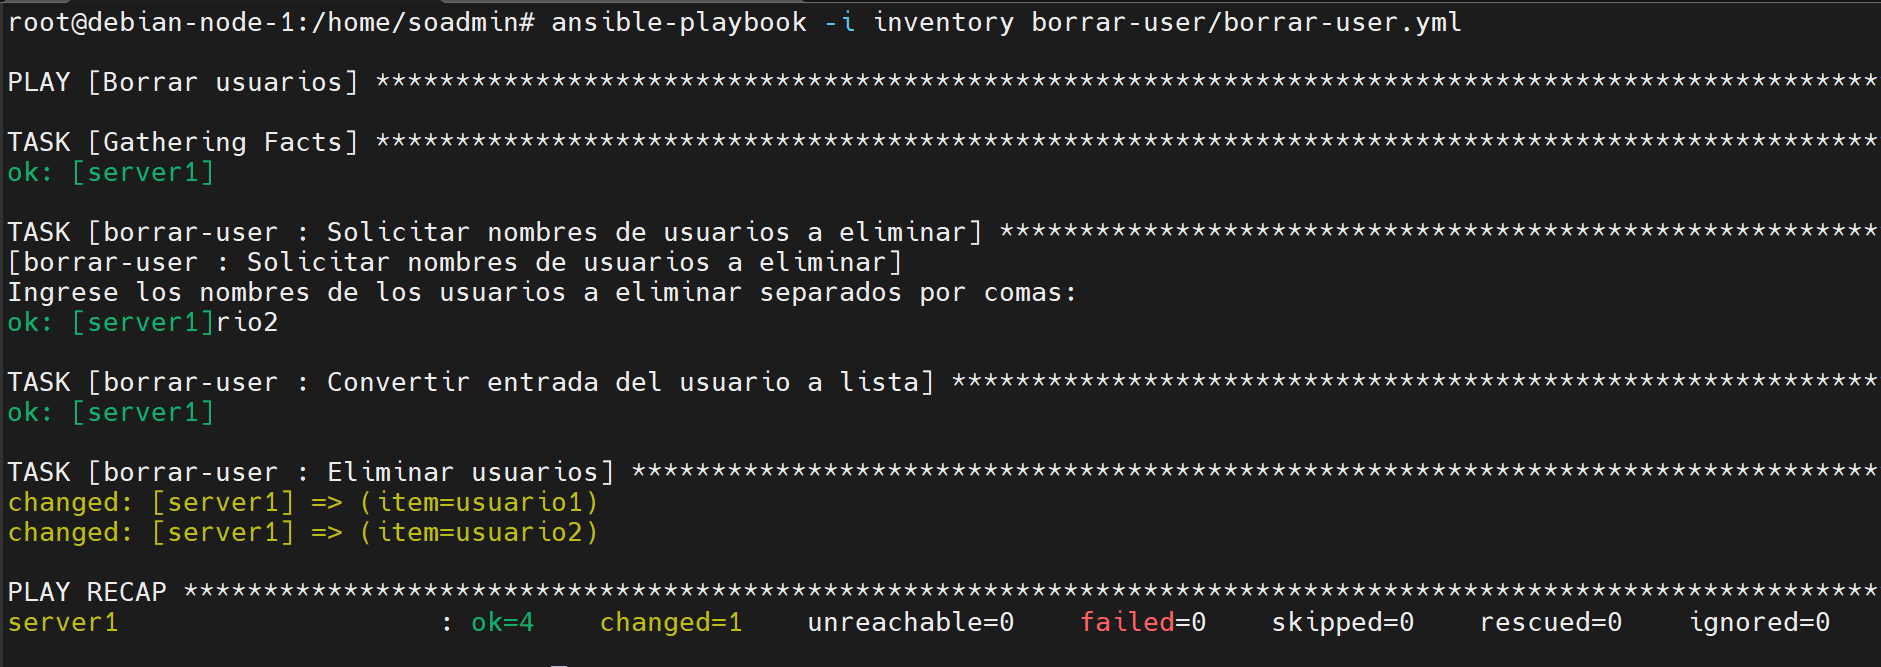 root@debian-node-1:/home/soadmin# ansible-playbook -i inventory borrar-user/borrar-user.yml
PLAY [Borrar usuarios] **********************************************************************************************
TASK [Gathering Facts] **********************************************************************************************
ok: [server1]
TASK [borrar-user : Solicitar nombres de usuarios a eliminar] *******************************************************
[borrar-user : Solicitar nombres de usuarios a eliminar]
Ingrese los nombres de los usuarios a eliminar separados por comas:
ok: [server1]rio2
TASK [borrar-user : Convertir entrada del usuario a lista] **********************************************************
ok: [server1]
TASK [borrar-user : Eliminar usuarios] ******************************************************************************
changed: [server1] => (item=usuario1)
changed: [server1] => (item=usuario2)
PLAY RECAP **********************************************************************************************************
server1                    : ok=4    changed=1    unreachable=0    failed=0    skipped=0    rescued=0    ignored=0